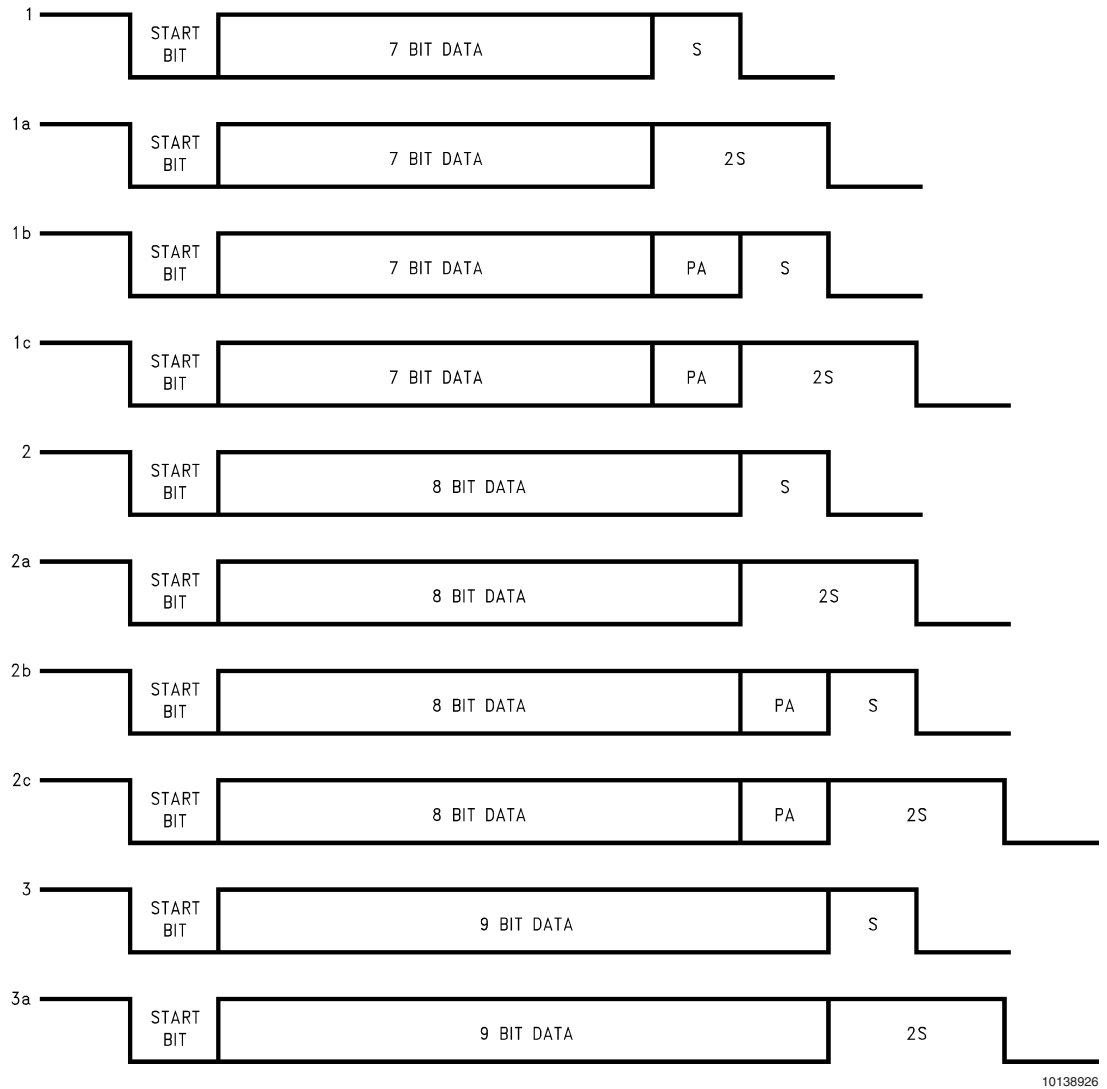 1
START
BIT
7 BIT DATA
S
1a
START
BIT
7 BIT DATA
2S
1b
START
BIT
7 BIT DATA
PA
S
1c
START
BIT
7 BIT DATA
PA
2S
2
START
BIT
8 BIT DATA
S
2a
START
BIT
8 BIT DATA
2S
2b
START
BIT
8 BIT DATA
PA
S
2c
START
BIT
8 BIT DATA
PA
2S
3
START
BIT
9 BIT DATA
S
3a
START
BIT
9 BIT DATA
2S
10138926